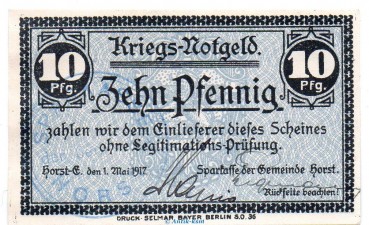 Kriegs-Notgeld.
10 Pfg. 10 Pfg.
Zehn Pfennig
zahlen wir dem Einlieferer dieses Scheines
ohne Legitimations-Prüfung.
Horst-E. den 1. Mai 1917. Sparkasse der Gemeinde Horst.
Rückseite beachten!
DRUCK-SELMAR BAYER, BERLIN S.O. 36